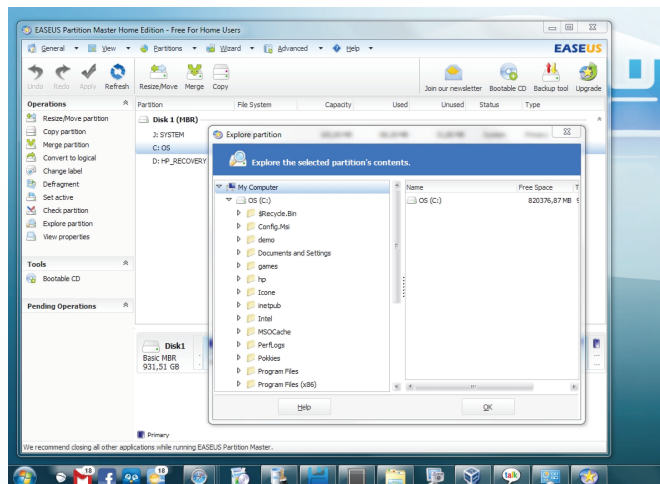 EASEUS Partition Master Home Edition - Free For Home Users
General View Partitions Wizard Advanced Help EASEUS
Undo Redo Apply Refresh Resize/Move Merge Copy Join our newsletter Bootable CD Backup tool Upgrade
Operations
Resize/Move partition
Copy partition
Merge partition
Convert to logical
Change label
Defragment
Set active
Check partition
Explore partition
View properties
Tools
Bootable CD
Pending Operations
Partition File System Capacity Used Unused Status Type
Disk 1 (MBR)
J: SYSTEM
C: OS
D: HP_RECOVERY
Explore partition
Explore the selected partition's contents.
My Computer
OS (C:)
$Recycle.Bin
Config.Msi
demo
Documents and Settings
games
hp
Icone
inetpub
Intel
MSOCache
PerfLogs
Pokkies
Program Files
Program Files (x86)
Name Free Space T
OS (C:) 820376,87 MB 9
Help OK
Disk1
Basic MBR
931,51 GB
Primary
We recommend closing all other applications while running EASEUS Partition Master.
18 18
talk